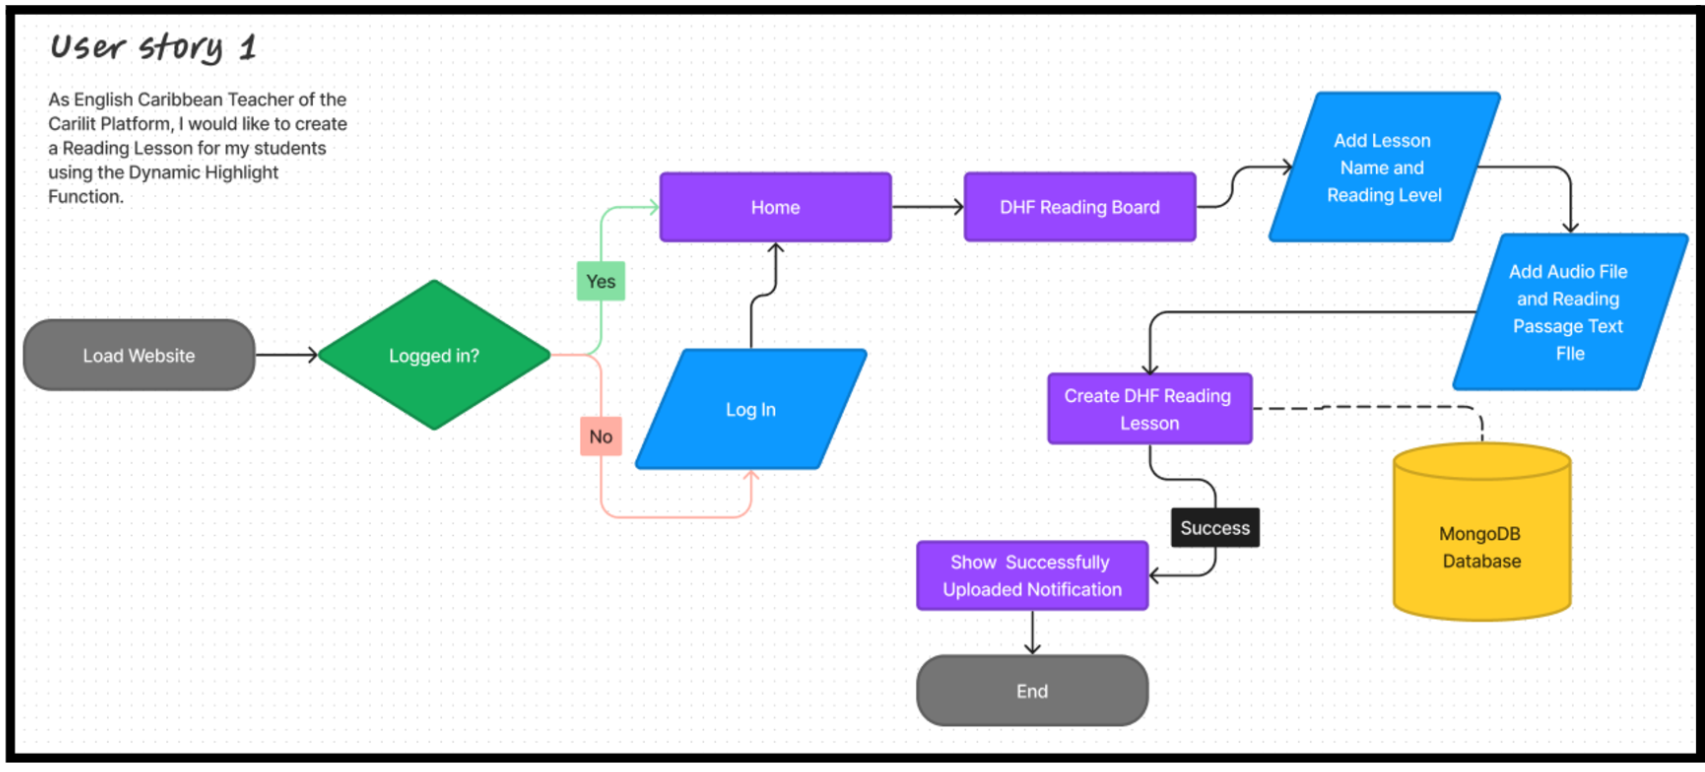 User story 1
As English Caribbean Teacher of the
Carilit Platform, I would like to create
a Reading Lesson for my students
using the Dynamic Highlight
Function.
Load Website
Logged in?
Yes
No
Log In
Home
DHF Reading Board
Add Lesson
Name and
Reading Level
Add Audio File
and Reading
Passage Text
FIle
Create DHF Reading
Lesson
MongoDB
Database
Success
Show Successfully
Uploaded Notification
End